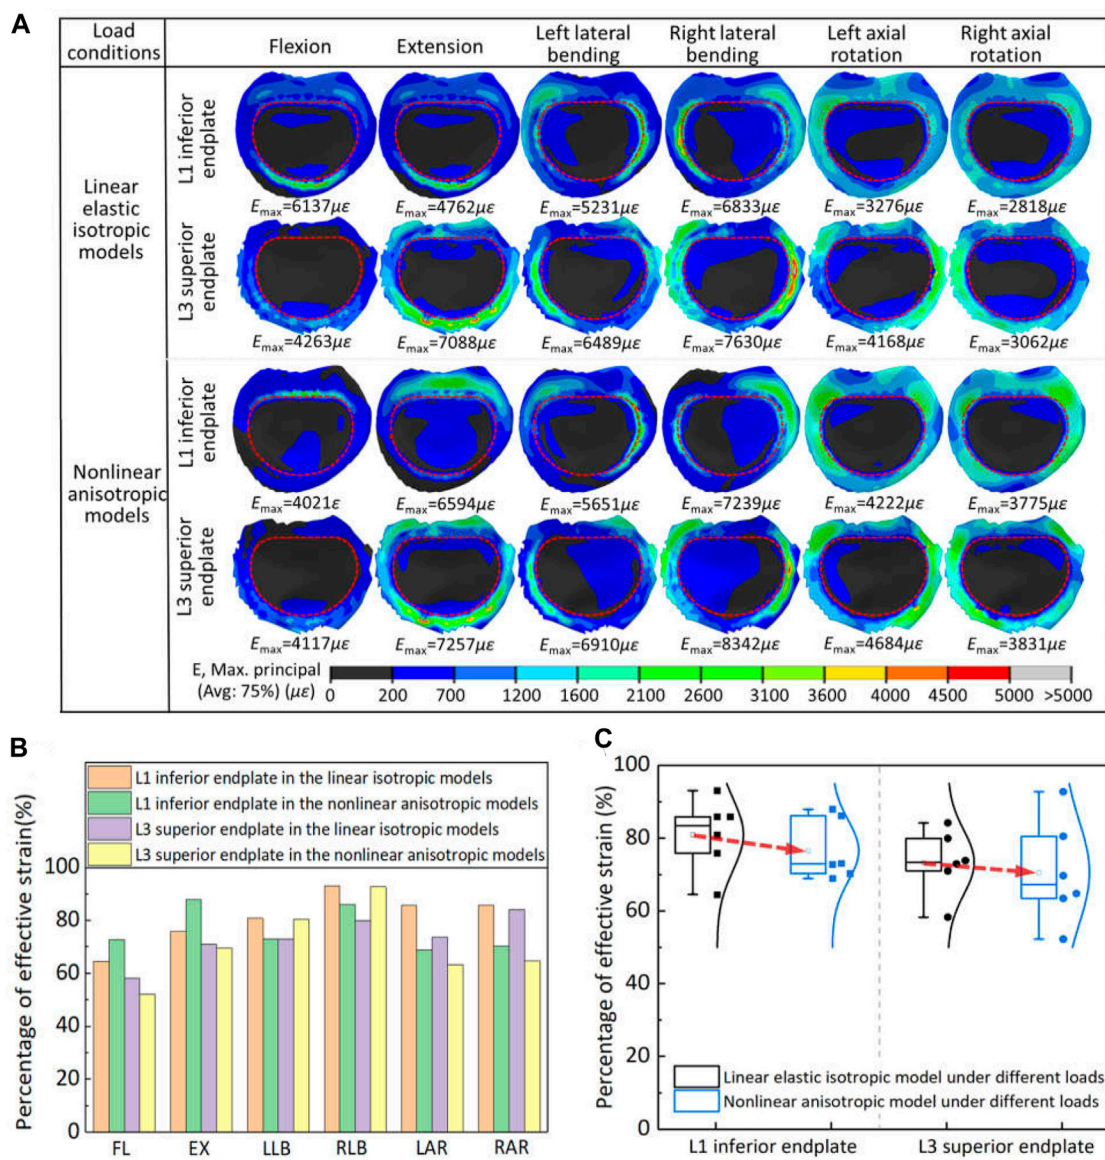 A
Load conditions
Flexion
Extension
Left lateral bending
Right lateral bending
Left axial rotation
Right axial rotation
Linear elastic isotropic models
L1 inferior endplate
Emax=6137με
Emax=4762με
Emax=5231με
Emax=6833με
Emax=3276με
Emax=2818με
L3 superior endplate
Emax=4263με
Emax=7088με
Emax=6489με
Emax=7630με
Emax=4168με
Emax=3062με
Nonlinear anisotropic models
L1 inferior endplate
Emax=4021ε
Emax=6594με
Emax=5651με
Emax=7239με
Emax=4222με
Emax=3775με
L3 superior endplate
Emax=4117με
Emax=7257με
Emax=6910με
Emax=8342με
Emax=4684με
Emax=3831με
E, Max. principal
(Avg: 75%) (με)
0 200 700 1200 1600 2100 2600 3100 3600 4000 4500 5000 >5000
B
L1 inferior endplate in the linear isotropic models
L1 inferior endplate in the nonlinear anisotropic models
L3 superior endplate in the linear isotropic models
L3 superior endplate in the nonlinear anisotropic models
Percentage of effective strain(%)
100
80
60
40
20
0
FL EX LLB RLB LAR RAR
C
Percentage of effective strain (%)
100
80
60
40
20
0
Linear elastic isotropic model under different loads
Nonlinear anisotropic model under different loads
L1 inferior endplate
L3 superior endplate